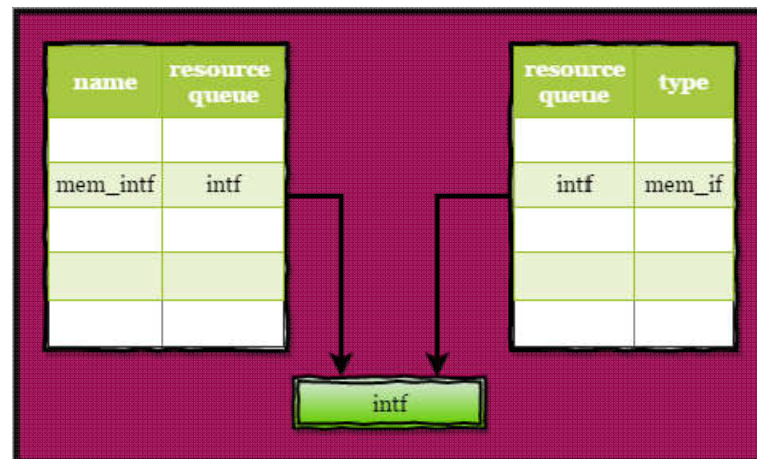 name
resource
queue
mem_intf
intf
resource
queue
type
intf
mem_if
intf